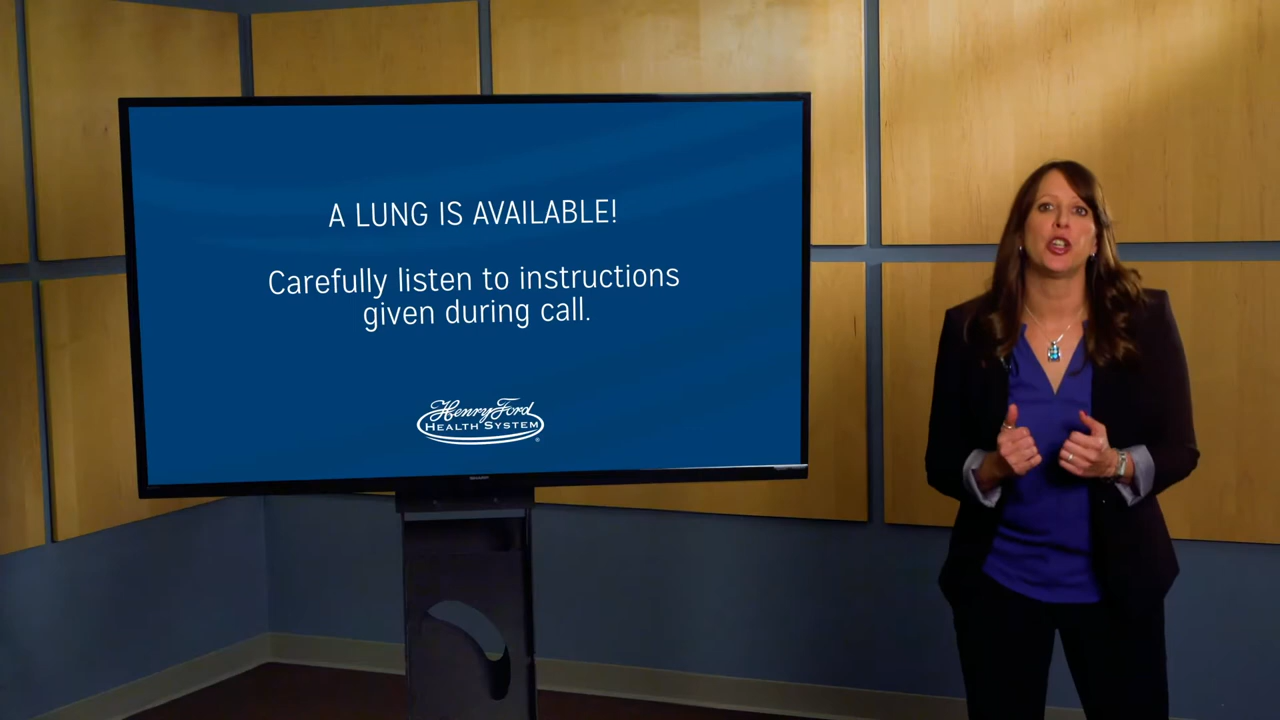 A LUNG IS AVAILABLE!
Carefully listen to instructions
given during call.
Henry Ford
HEALTH SYSTEM